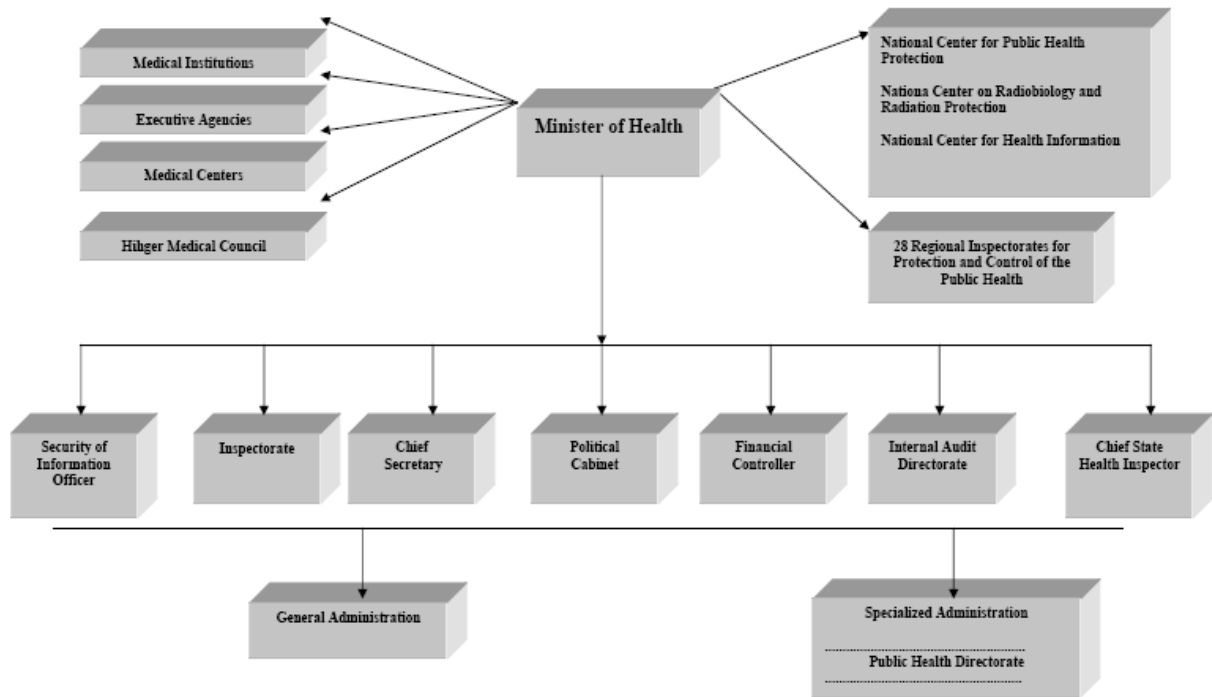 Medical Institutions
Executive Agencies
Medical Centers
Hihger Medical Council
Minister of Health
National Center for Public Health
Protection
Nationa Center on Radiobiology and
Radiation Protection
National Center for Health Information
28 Regional Inspectorates for
Protection and Control of the
Public Health
Security of
Information
Officer
Inspectorate
Chief
Secretary
Political
Cabinet
Financial
Controller
Internal Audit
Directorate
Chief State
Health Inspector
General Administration
Specialized Administration
Public Health Directorate